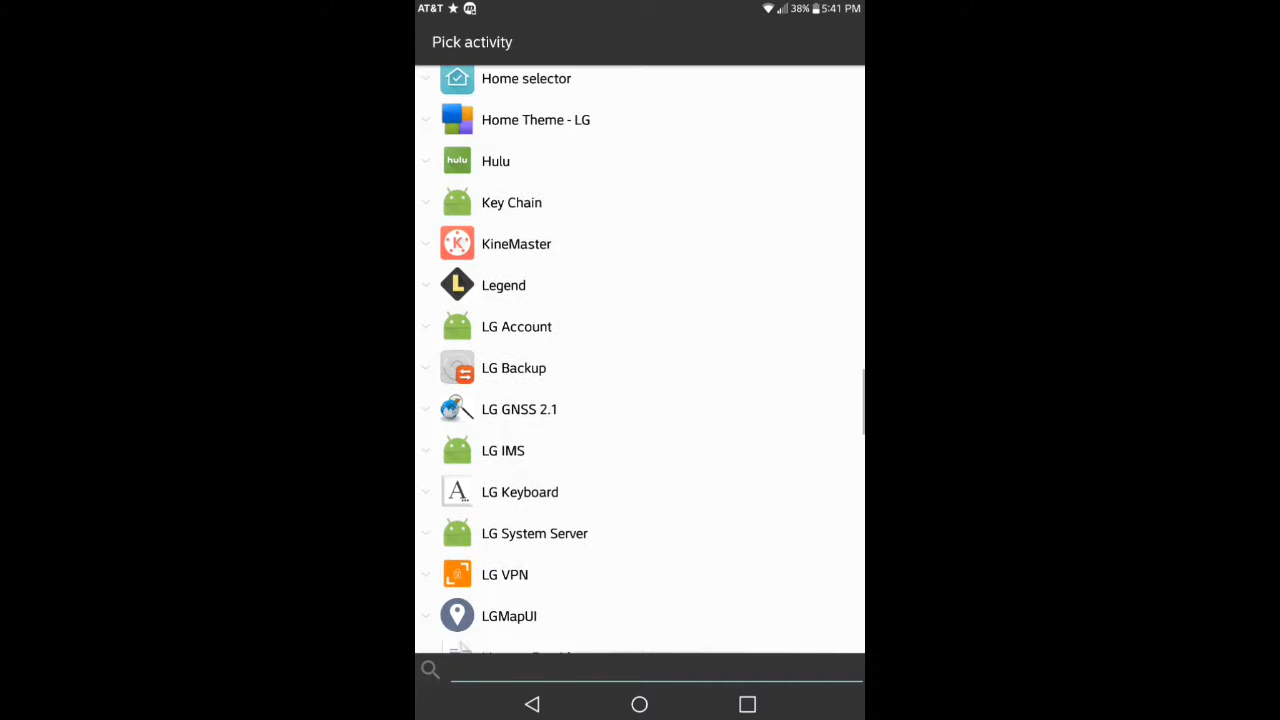 AT&T 38% 5:41 PM
Pick activity
Home selector
Home Theme - LG
hulu Hulu
Key Chain
K KineMaster
L Legend
LG Account
LG Backup
LG GNSS 2.1
LG IMS
A... LG Keyboard
LG System Server
LG VPN
LGMapUI